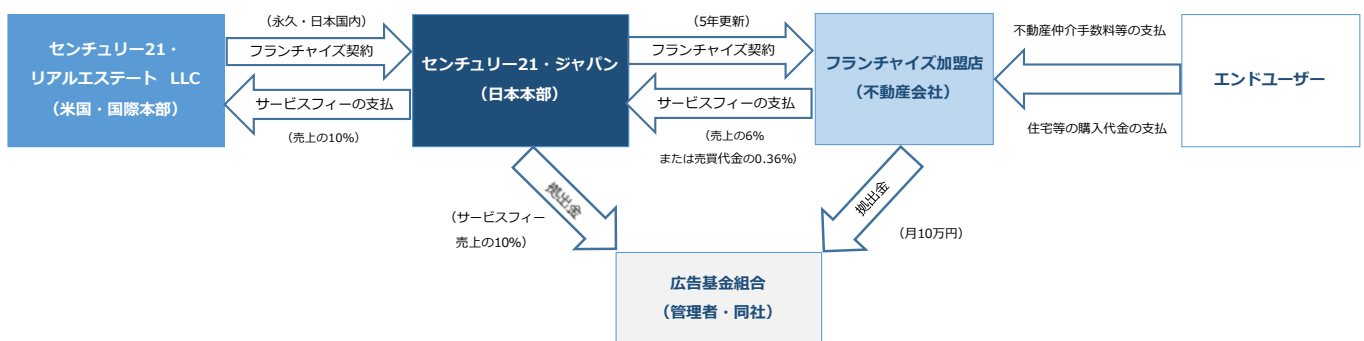 センチュリー21・
リアルエステート LLC
（米国・国際本部）
（永久・日本国内）
フランチャイズ契約
サービスフィーの支払
（売上の10%）
センチュリー21・ジャパン
（日本本部）
（5年更新）
フランチャイズ契約
サービスフィーの支払
（売上の6%
または売買代金の0.36%）
フランチャイズ加盟店
（不動産会社）
不動産仲介手数料等の支払
住宅等の購入代金の支払
エンドユーザー
拠出金
（サービスフィー
売上の10%）
拠出金
（月10万円）
広告基金組合
（管理者・同社）